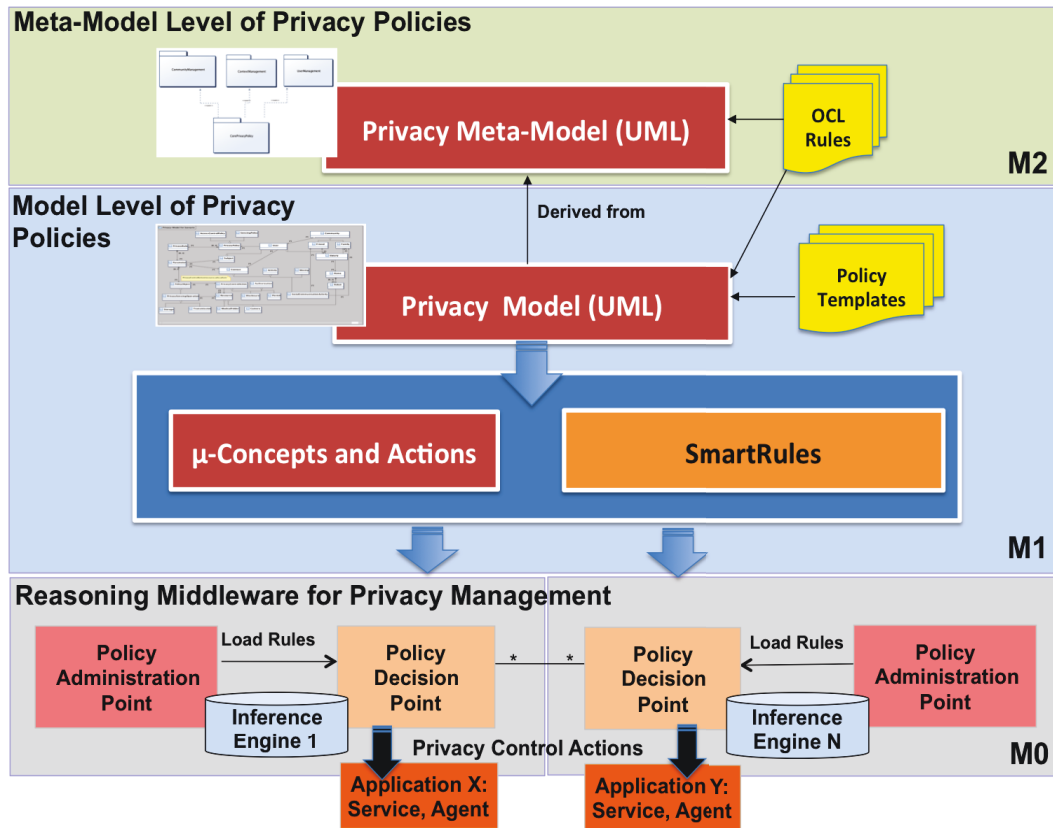 Meta-Model Level of Privacy Policies
CommunityManagement
ContextManagement
UserManagement
Privacy Meta-Model (UML)
OCL
Rules
M2
Model Level of Privacy
Policies
Derived from
Privacy Model (UML)
Policy
Templates
μ-Concepts and Actions
SmartRules
M1
Reasoning Middleware for Privacy Management
Policy
Administration
Point
Load Rules
Policy
Decision
Point
* *
Policy
Decision
Point
Load Rules
Policy
Administration
Point
Inference
Engine 1
Inference
Engine N
Privacy Control Actions
M0
Application X:
Service, Agent
Application Y:
Service, Agent